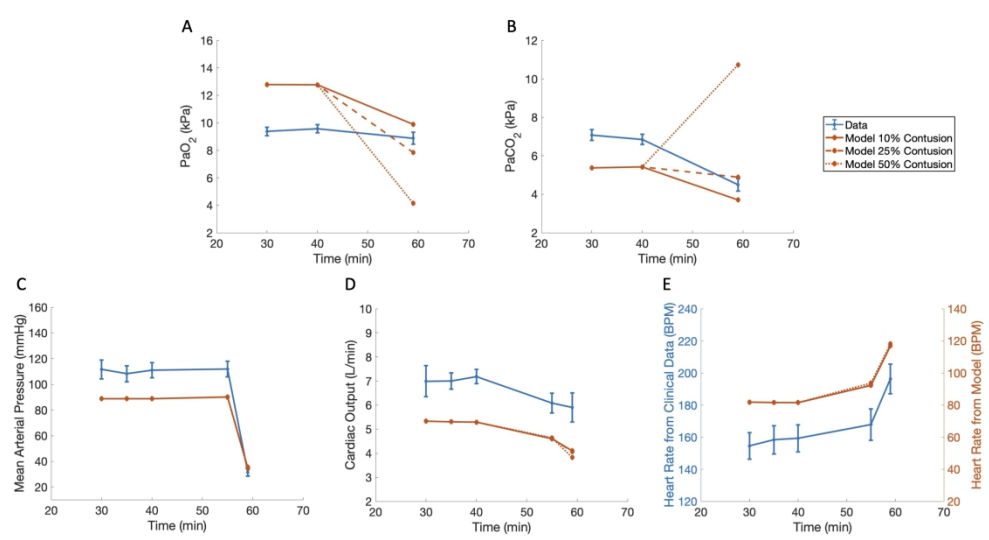 A
B
16
14
12
10
8
6
4
2
PaO2 (kPa)
20 30 40 50 60 70
Time (min)
12
10
8
6
4
2
PaCO2 (kPa)
20 30 40 50 60 70
Time (min)
Data
Model 10% Contusion
Model 25% Contusion
Model 50% Contusion
C
160
140
120
100
80
60
40
20
Mean Arterial Pressure (mmHg)
20 30 40 50 60 70
Time (min)
D
10
9
8
7
6
5
4
3
2
Cardiac Output (L/min)
20 30 40 50 60 70
Time (min)
E
240
220
200
180
160
140
120
Heart Rate from Clinical Data (BPM)
20 30 40 50 60 70
Time (min)
140
120
100
80
60
40
20
Heart Rate from Model (BPM)